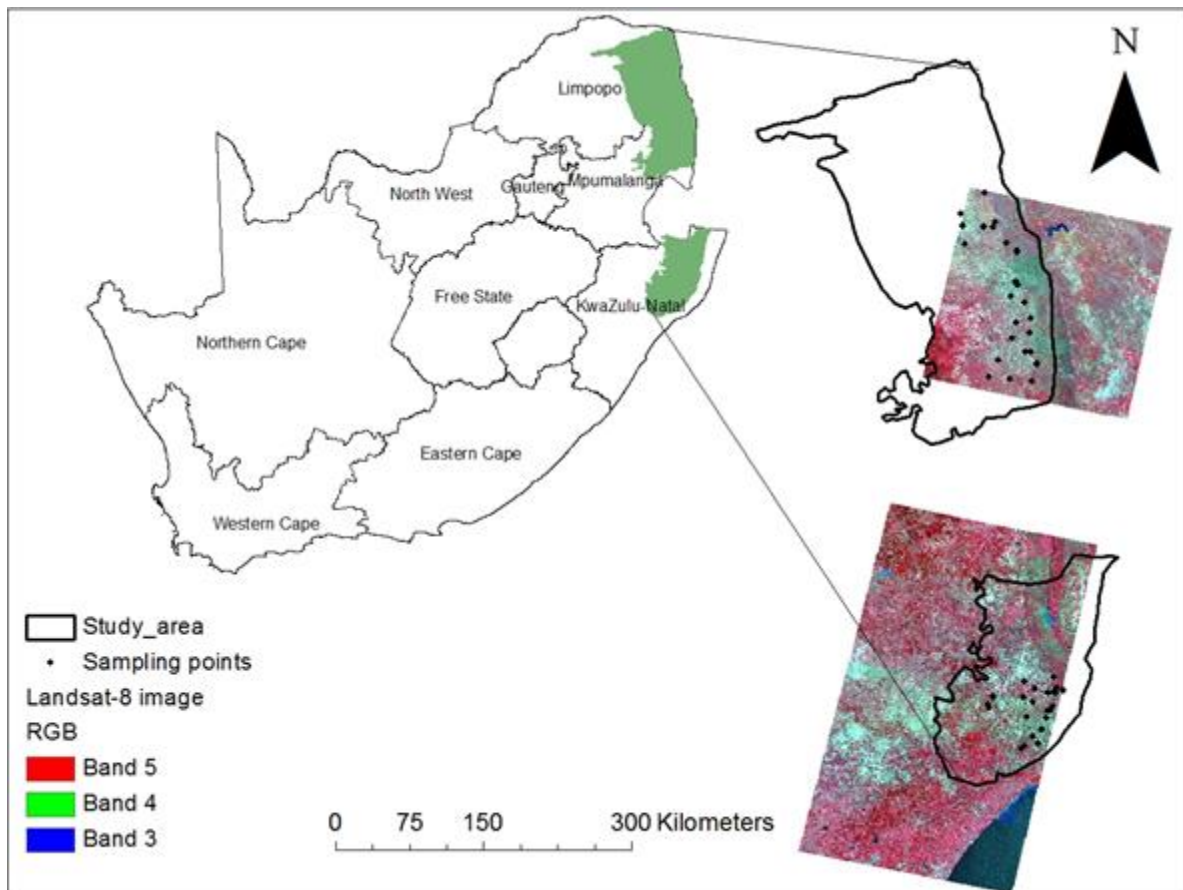 N
Limpopo
North West
Gauteng
Mpumalanga
Free State
KwaZulu-Natal
Northern Cape
Eastern Cape
Western Cape
Study_area
Sampling points
Landsat-8 image
RGB
Band 5
Band 4
Band 3
0 75 150 300 Kilometers